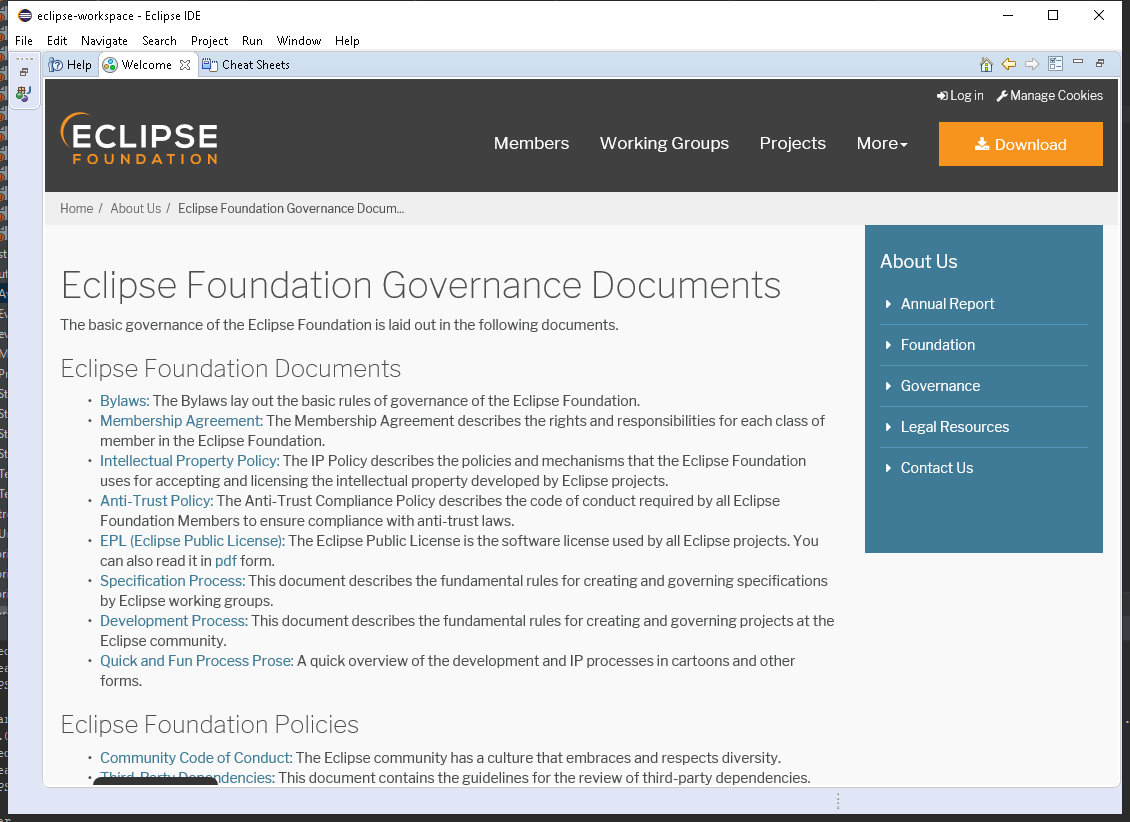 eclipse-workspace - Eclipse IDE
File Edit Navigate Search Project Run Window Help
Help Welcome Cheat Sheets
Log in Manage Cookies
ECLIPSE
FOUNDATION
Members Working Groups Projects More Download
Home / About Us / Eclipse Foundation Governance Docum...
Eclipse Foundation Governance Documents
The basic governance of the Eclipse Foundation is laid out in the following documents.
Eclipse Foundation Documents
• Bylaws: The Bylaws lay out the basic rules of governance of the Eclipse Foundation.
• Membership Agreement: The Membership Agreement describes the rights and responsibilities for each class of
member in the Eclipse Foundation.
• Intellectual Property Policy: The IP Policy describes the policies and mechanisms that the Eclipse Foundation
uses for accepting and licensing the intellectual property developed by Eclipse projects.
• Anti-Trust Policy: The Anti-Trust Compliance Policy describes the code of conduct required by all Eclipse
Foundation Members to ensure compliance with anti-trust laws.
• EPL (Eclipse Public License): The Eclipse Public License is the software license used by all Eclipse projects. You
can also read it in pdf form.
• Specification Process: This document describes the fundamental rules for creating and governing specifications
by Eclipse working groups.
• Development Process: This document describes the fundamental rules for creating and governing projects at the
Eclipse community.
• Quick and Fun Process Prose: A quick overview of the development and IP processes in cartoons and other
forms.
Eclipse Foundation Policies
• Community Code of Conduct: The Eclipse community has a culture that embraces and respects diversity.
• Third-Party Dependencies: This document contains the guidelines for the review of third-party dependencies.
About Us
Annual Report
Foundation
Governance
Legal Resources
Contact Us